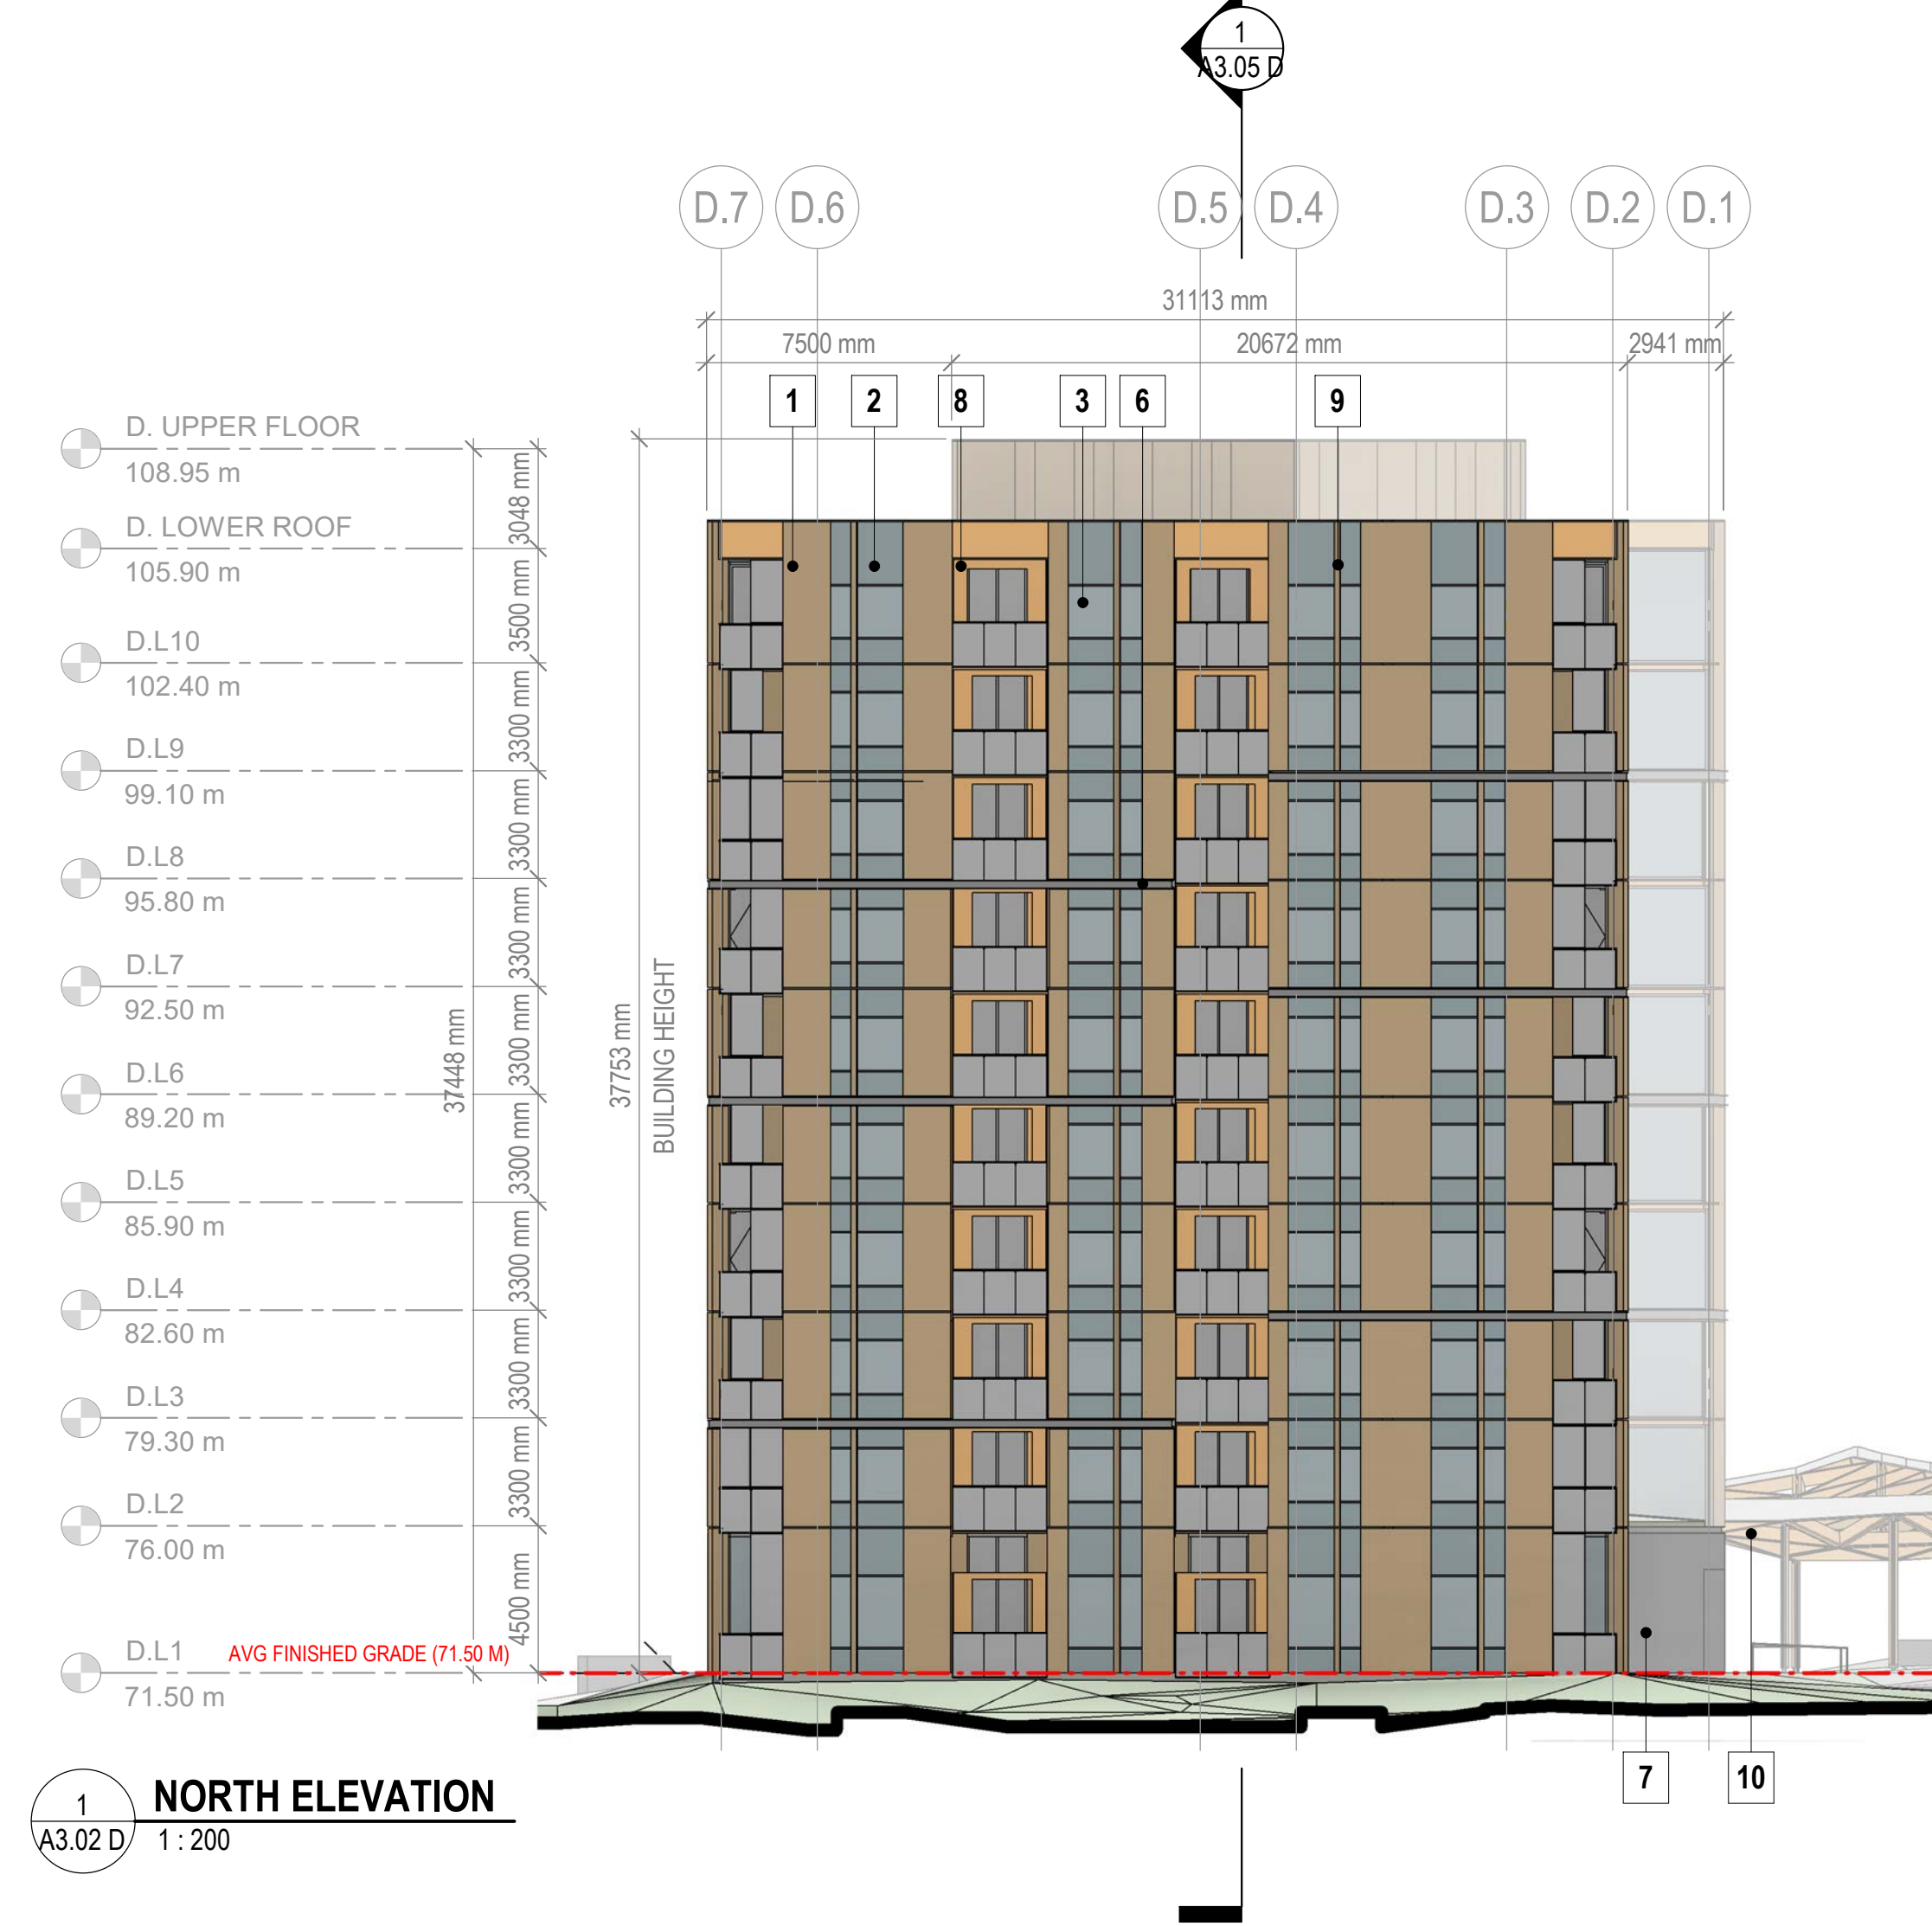 1
A3.05 D
D.7 D.6 D.5 D.4 D.3 D.2 D.1
31113 mm
7500 mm 20672 mm 2941 mm
1 2 8 3 6 9
D. UPPER FLOOR
108.95 m
3048 mm
D. LOWER ROOF
105.90 m
3500 mm
D.L10
102.40 m
3300 mm
D.L9
99.10 m
3300 mm
D.L8
95.80 m
3300 mm
D.L7
92.50 m
3300 mm
D.L6
89.20 m
3300 mm
D.L5
85.90 m
3300 mm
D.L4
82.60 m
3300 mm
D.L3
79.30 m
3300 mm
D.L2
76.00 m
4500 mm
D.L1
71.50 m
37448 mm
37753 mm
BUILDING HEIGHT
AVG FINISHED GRADE (71.50 M)
7 10
1
A3.02 D
NORTH ELEVATION
1 : 200